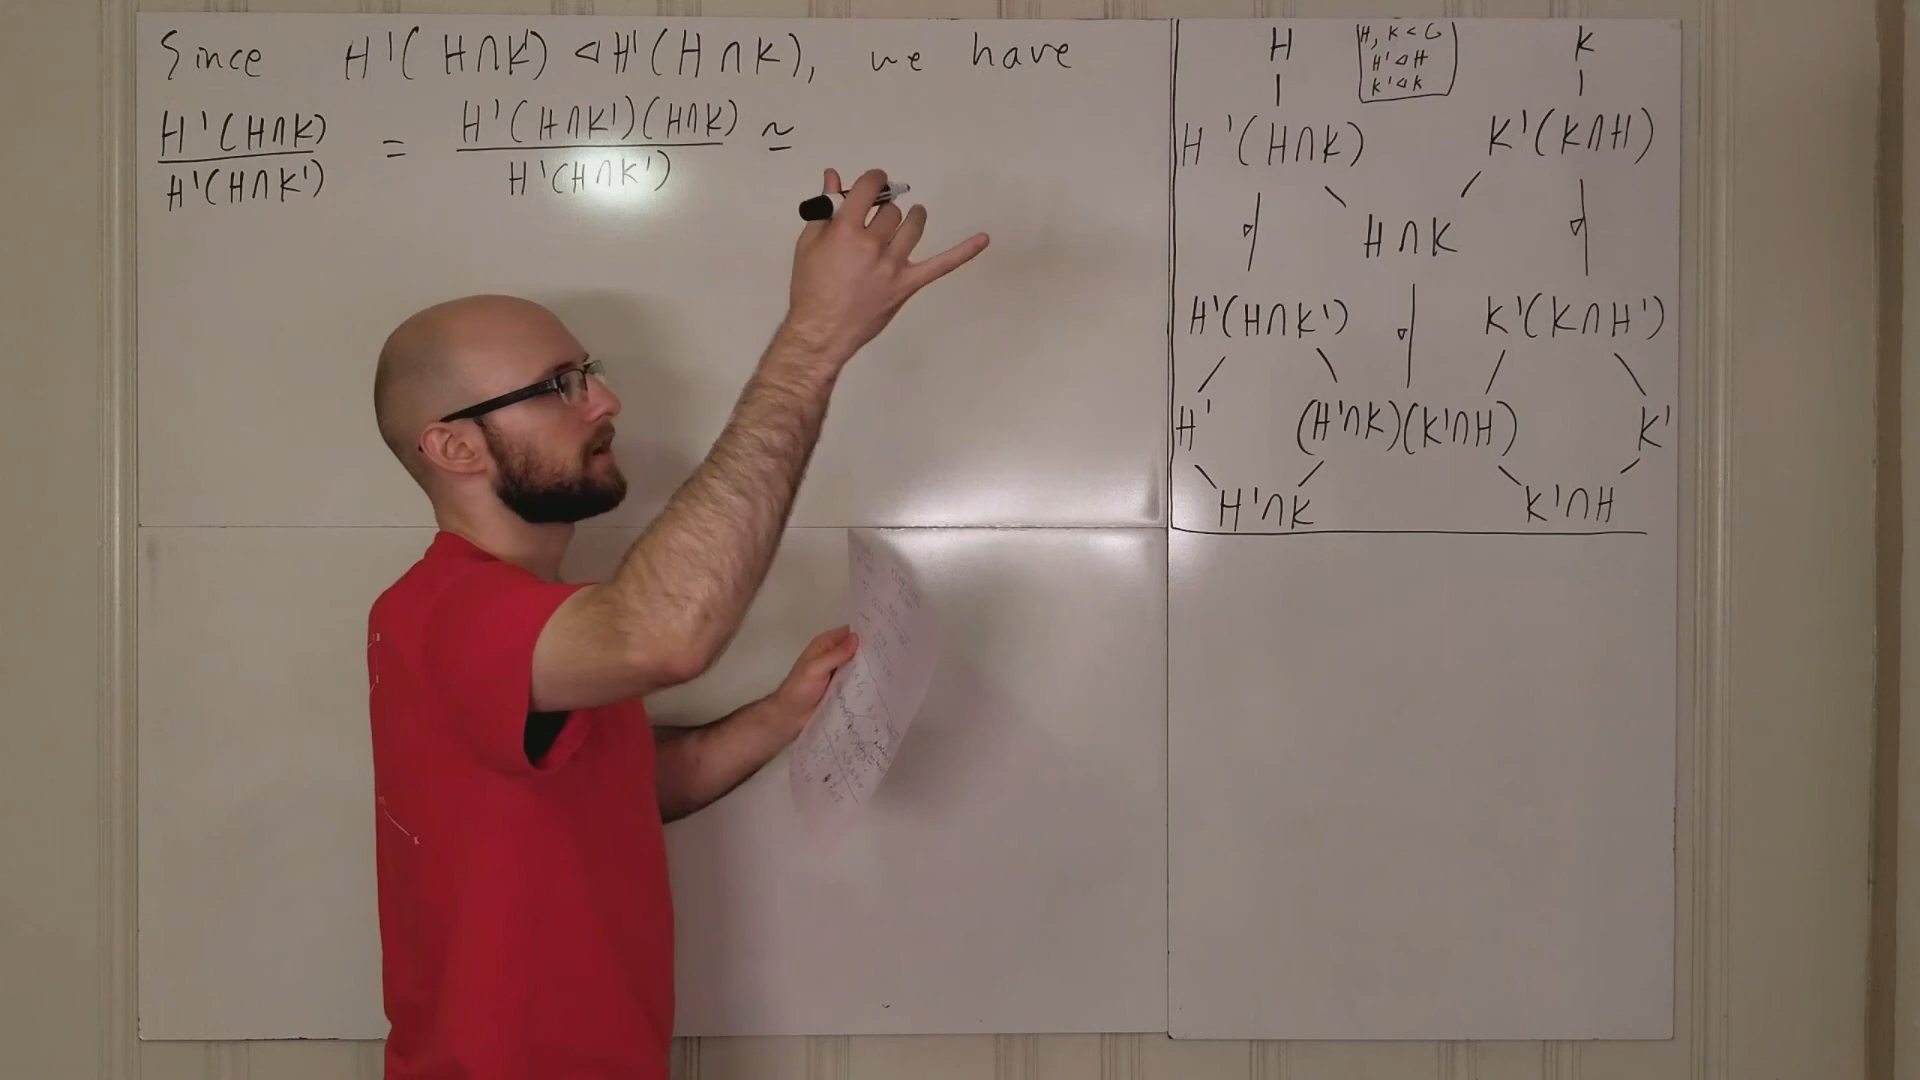 Since H'(H∩K') ⊲ H'(H∩K), we have
H'(H∩K) / H'(H∩K') = H'(H∩K')(H∩K) / H'(H∩K') ≃
H
H, K < G
H' ⊲ H
K' ⊲ K
K
H'(H∩K)
K'(K∩H)
H∩K
H'(H∩K')
K'(K∩H')
H'
(H'∩K)(K'∩H)
K'
H'∩K
K'∩H